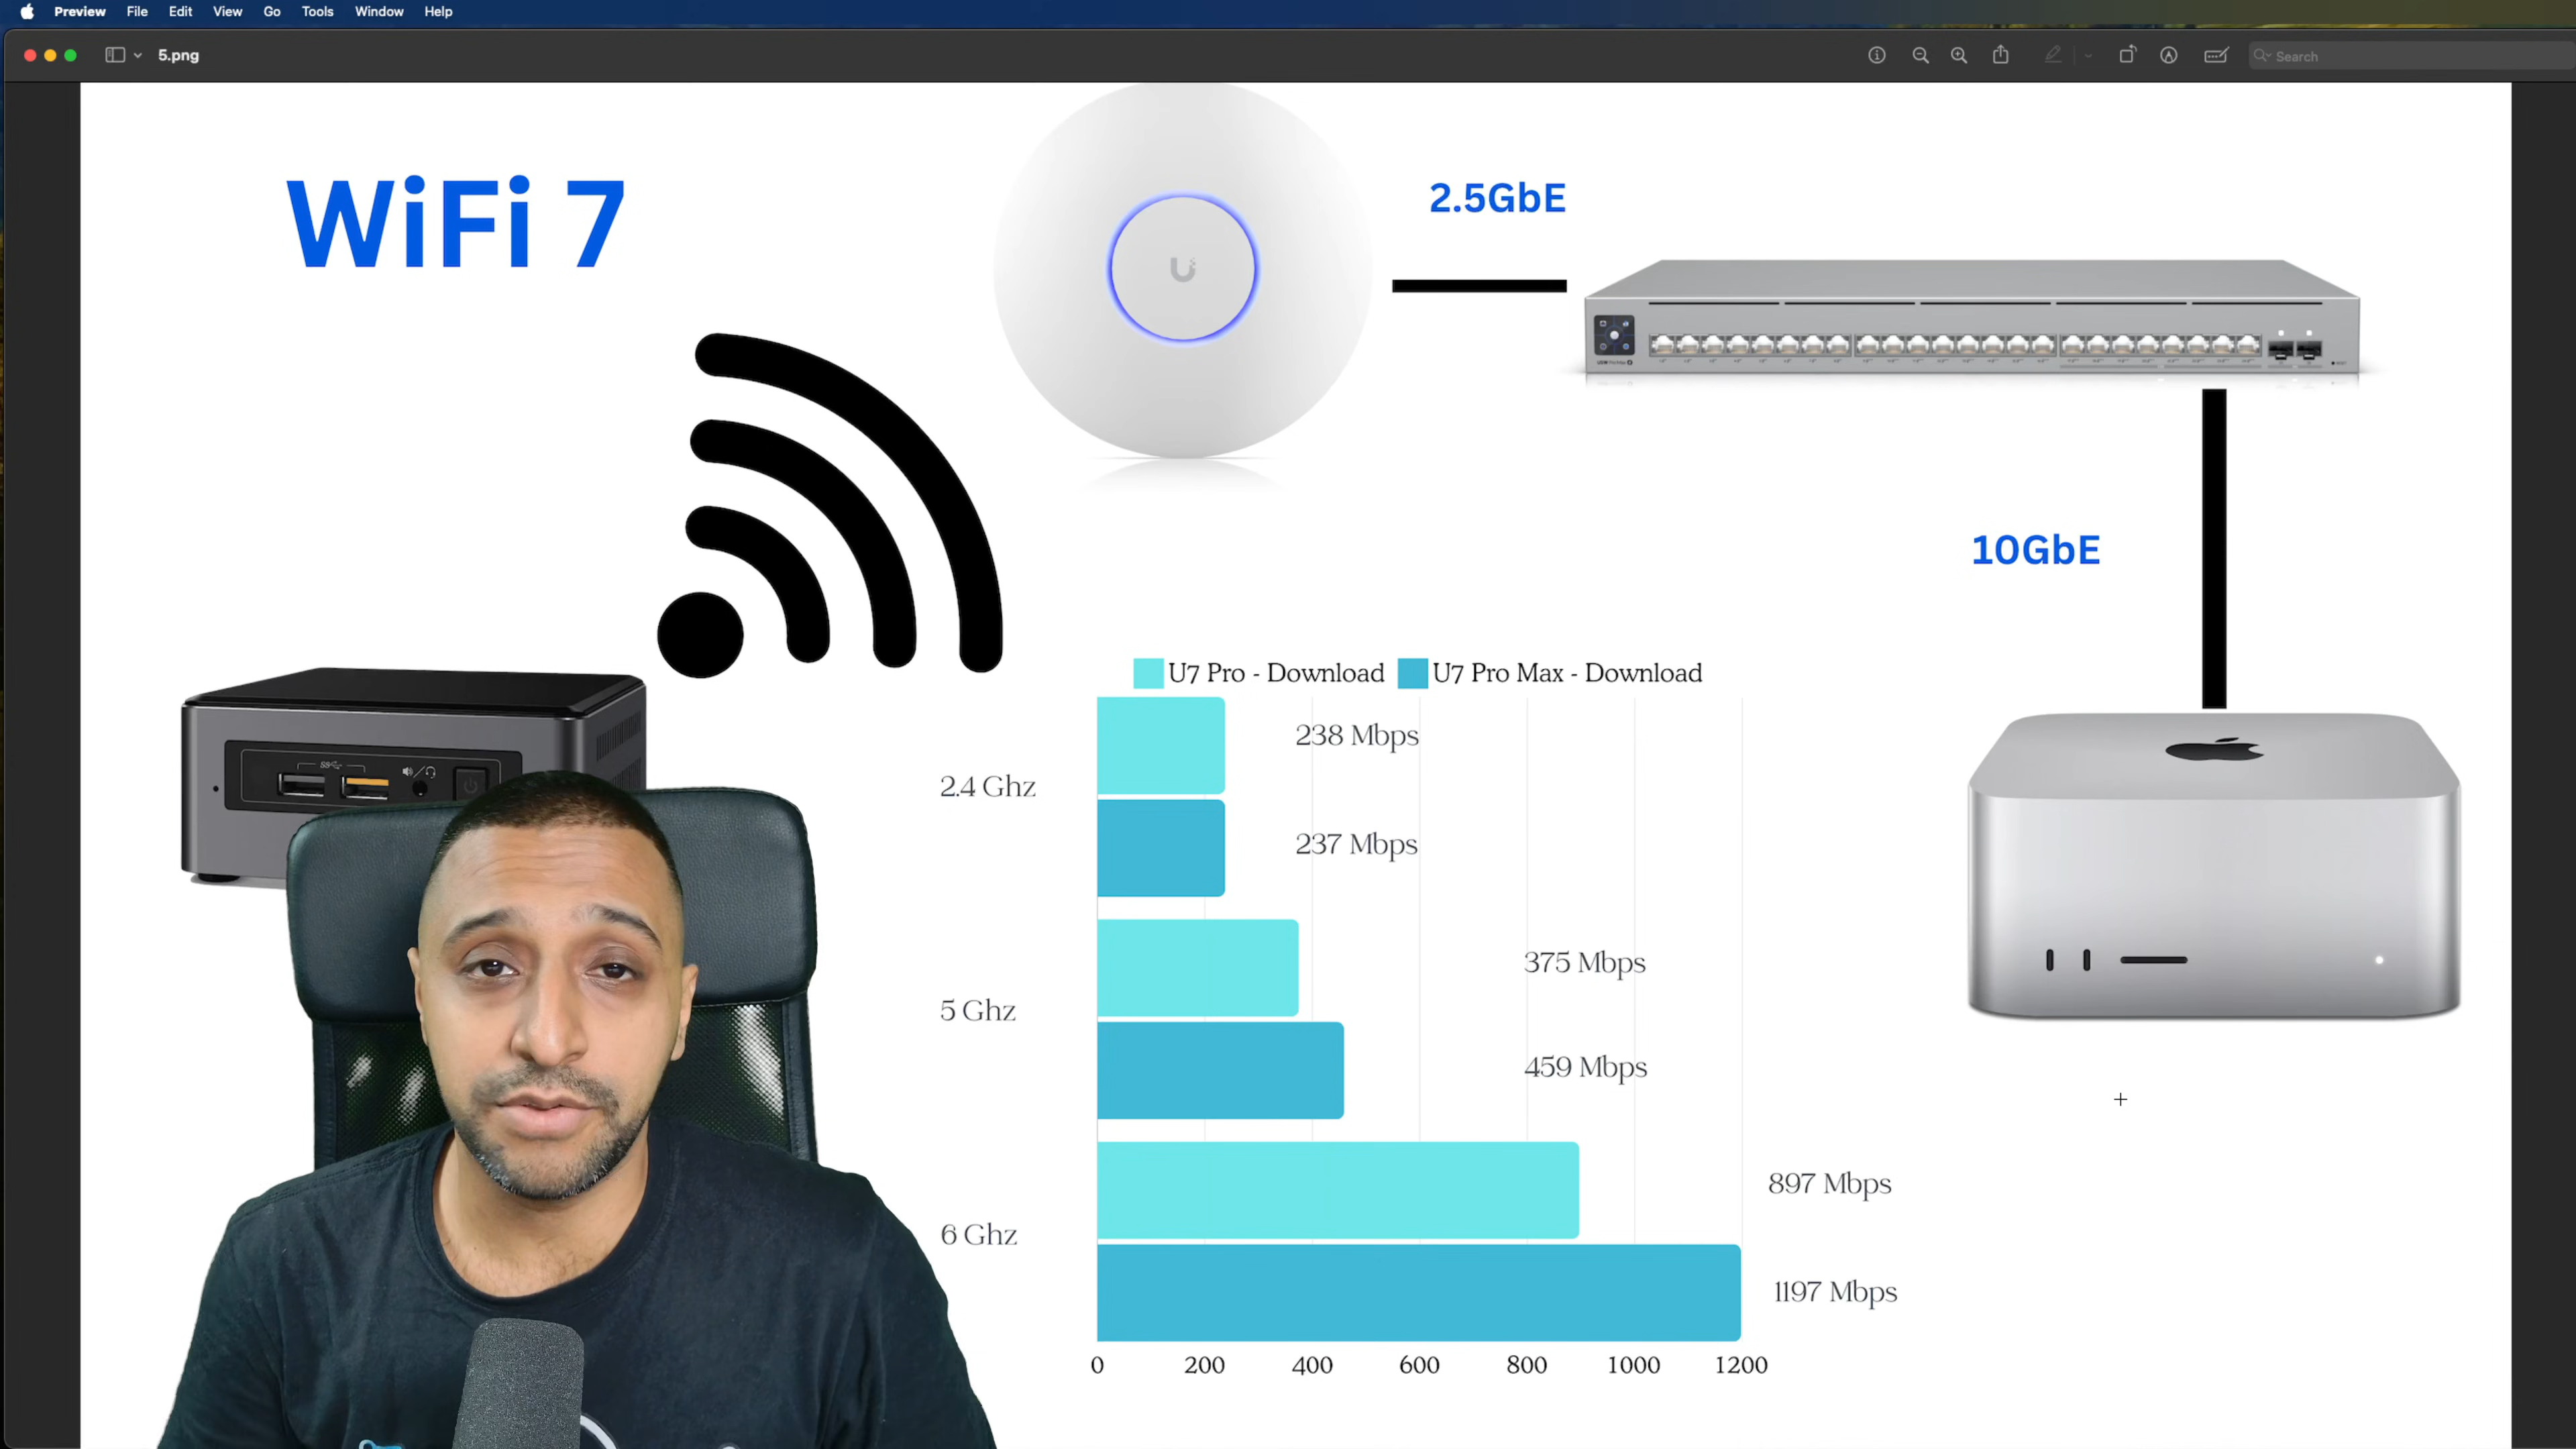 Preview File Edit View Go Tools Window Help
5.png
Search
WiFi 7
2.5GbE
10GbE
U7 Pro - Download U7 Pro Max - Download
2.4 Ghz
238 Mbps
237 Mbps
5 Ghz
375 Mbps
459 Mbps
6 Ghz
897 Mbps
1197 Mbps
0 200 400 600 800 1000 1200